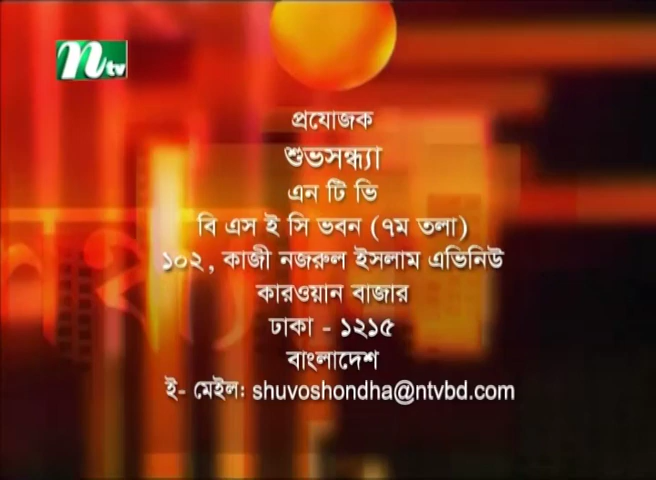 ntv
প্রযোজক
শুভসন্ধ্যা
এন টি ভি
বি এস ই সি ভবন (৭ম তলা)
১০২, কাজী নজরুল ইসলাম এভিনিউ
কারওয়ান বাজার
ঢাকা - ১২১৫
বাংলাদেশ
ই- মেইল: shuvoshondha@ntvbd.com